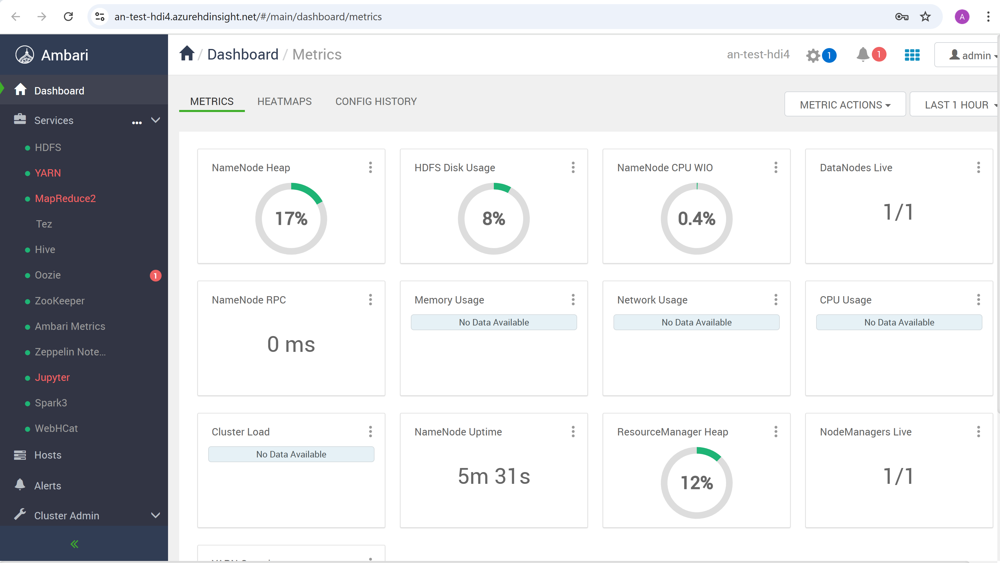 an-test-hdi4.azurehdinsight.net/#/main/dashboard/metrics
A
Ambari
/ Dashboard / Metrics
an-test-hdi4
1
1
admin
Dashboard
Services
HDFS
YARN
MapReduce2
Tez
Hive
Oozie
1
ZooKeeper
Ambari Metrics
Zeppelin Note...
Jupyter
Spark3
WebHCat
Hosts
Alerts
Cluster Admin
METRICS
HEATMAPS
CONFIG HISTORY
METRIC ACTIONS
LAST 1 HOUR
NameNode Heap
17%
HDFS Disk Usage
8%
NameNode CPU WIO
0.4%
DataNodes Live
1/1
NameNode RPC
0 ms
Memory Usage
No Data Available
Network Usage
No Data Available
CPU Usage
No Data Available
Cluster Load
No Data Available
NameNode Uptime
5m 31s
ResourceManager Heap
12%
NodeManagers Live
1/1